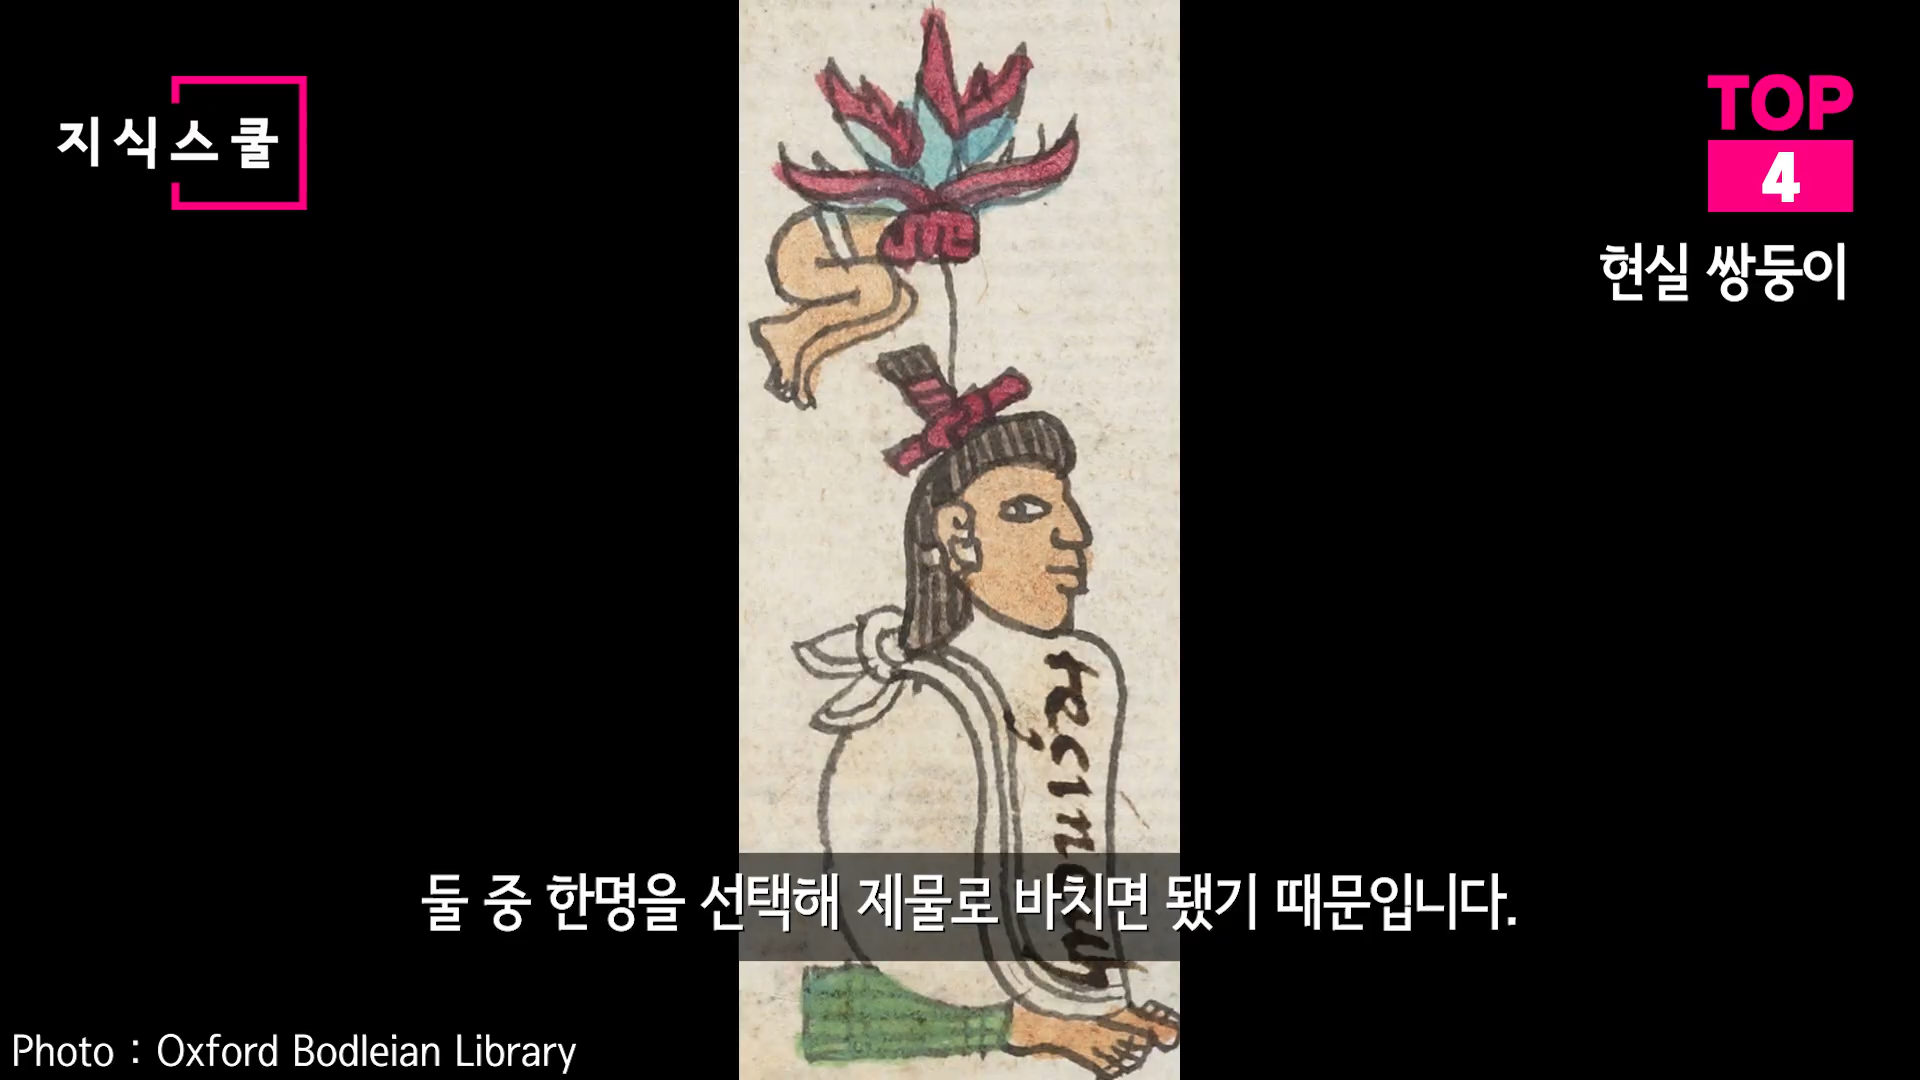 지식스쿨
TOP
4
현실 쌍둥이
둘 중 한명을 선택해 제물로 바치면 됐기 때문입니다.
Photo : Oxford Bodleian Library